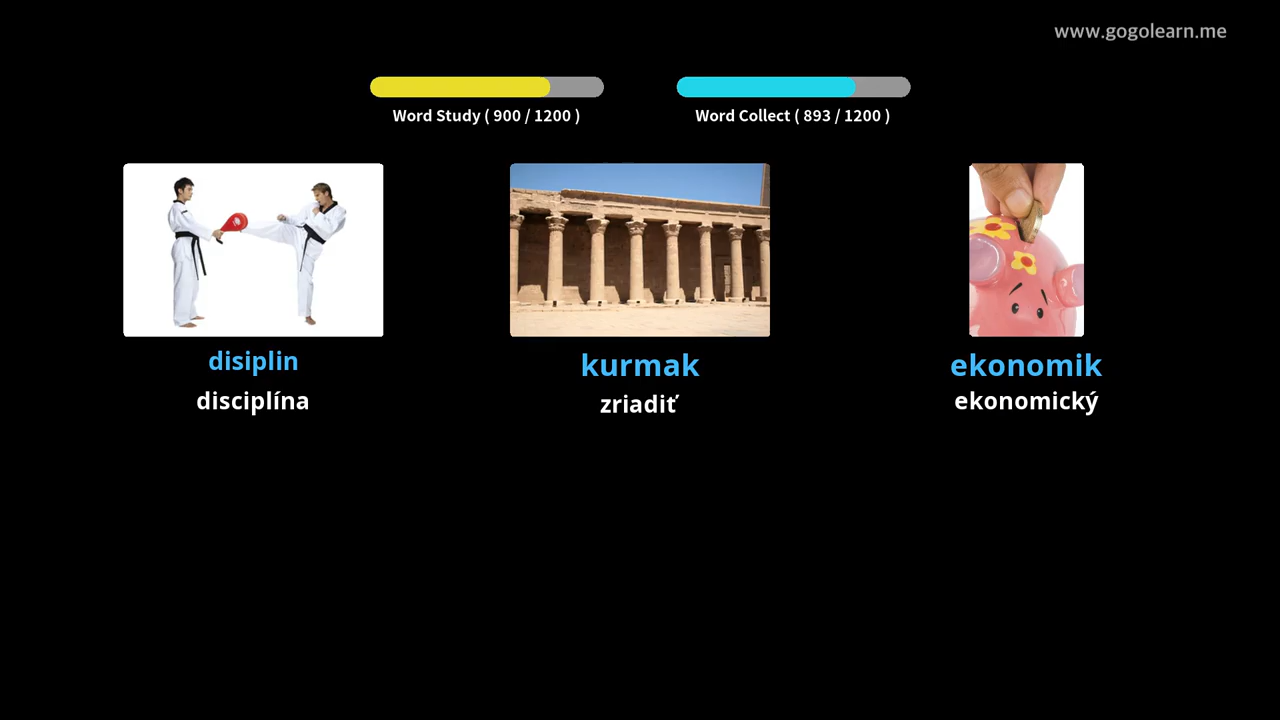 www.gogolearn.me
Word Study ( 900 / 1200 )
Word Collect ( 893 / 1200 )
disiplin
disciplína
kurmak
zriadiť
ekonomik
ekonomický